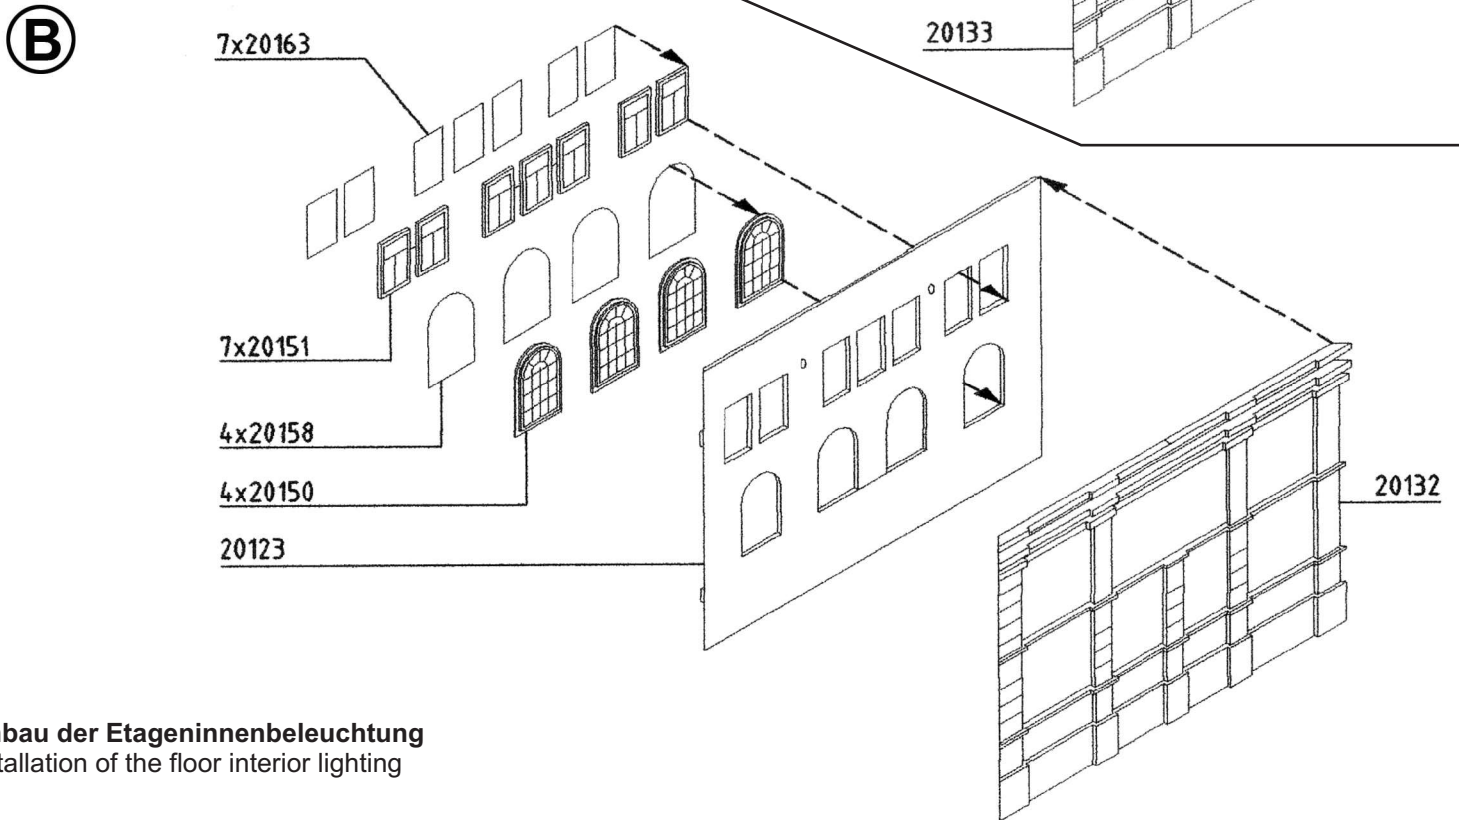 B
7x20163
20133
7x20151
4x20158
4x20150
20123
20132
bau der Etageninnenbeleuchtung
tallation of the floor interior lighting